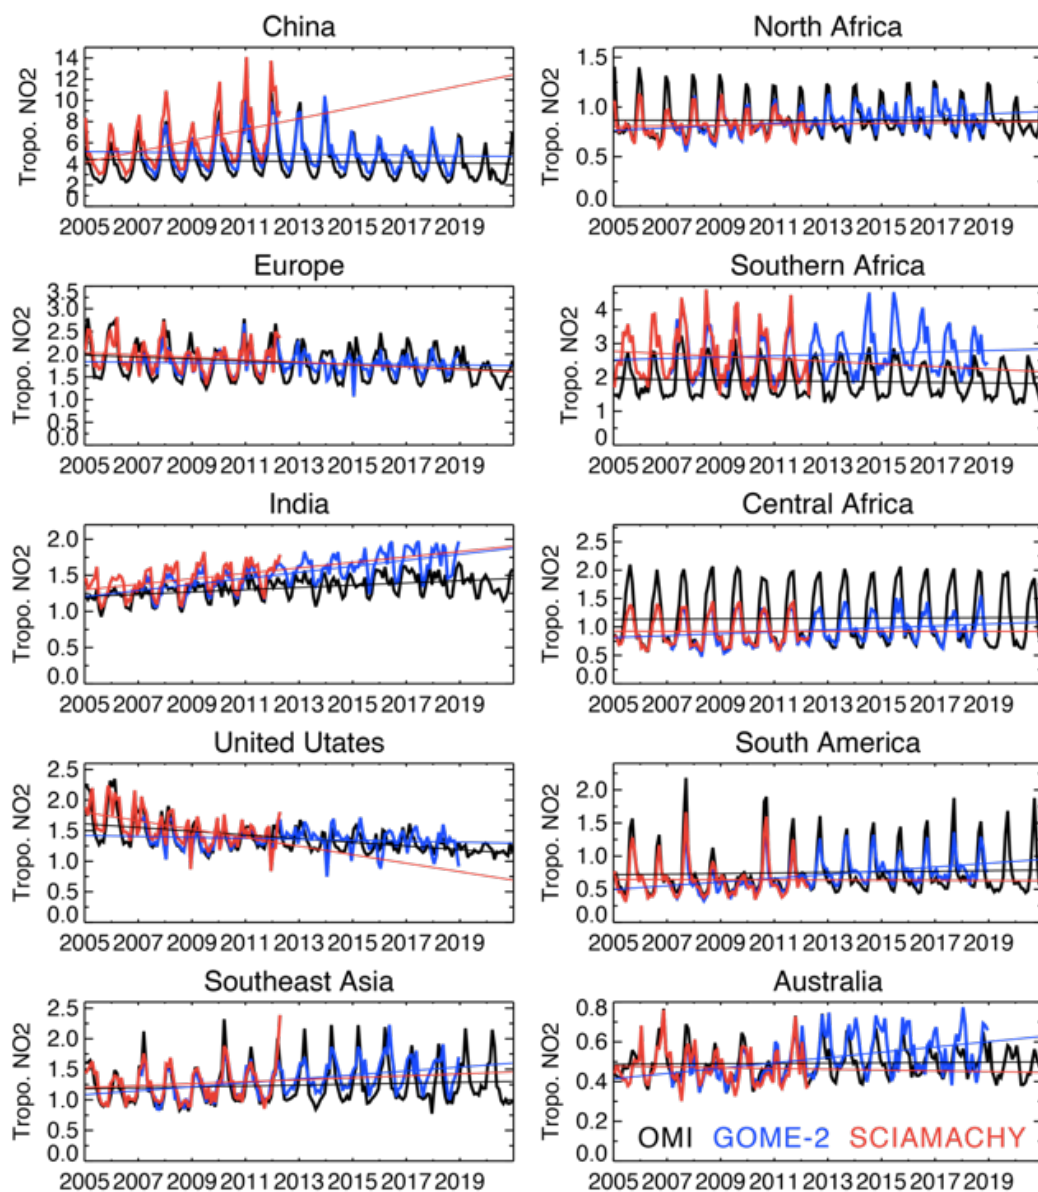 China
Tropo. NO2
14
12
10
8
6
4
2
0
2005 2007 2009 2011 2013 2015 2017 2019
North Africa
Tropo. NO2
1.5
1.0
0.5
0.0
2005 2007 2009 2011 2013 2015 2017 2019
Europe
Tropo. NO2
3.5
3.0
2.5
2.0
1.5
1.0
0.5
0.0
2005 2007 2009 2011 2013 2015 2017 2019
Southern Africa
Tropo. NO2
4
3
2
1
0
2005 2007 2009 2011 2013 2015 2017 2019
India
Tropo. NO2
2.0
1.5
1.0
0.5
0.0
2005 2007 2009 2011 2013 2015 2017 2019
Central Africa
Tropo. NO2
2.5
2.0
1.5
1.0
0.5
0.0
2005 2007 2009 2011 2013 2015 2017 2019
United Utates
Tropo. NO2
2.5
2.0
1.5
1.0
0.5
0.0
2005 2007 2009 2011 2013 2015 2017 2019
South America
Tropo. NO2
2.0
1.5
1.0
0.5
0.0
2005 2007 2009 2011 2013 2015 2017 2019
Southeast Asia
Tropo. NO2
2.5
2.0
1.5
1.0
0.5
0.0
2005 2007 2009 2011 2013 2015 2017 2019
Australia
Tropo. NO2
0.8
0.6
0.4
0.2
0.0
OMI GOME-2 SCIAMACHY
2005 2007 2009 2011 2013 2015 2017 2019